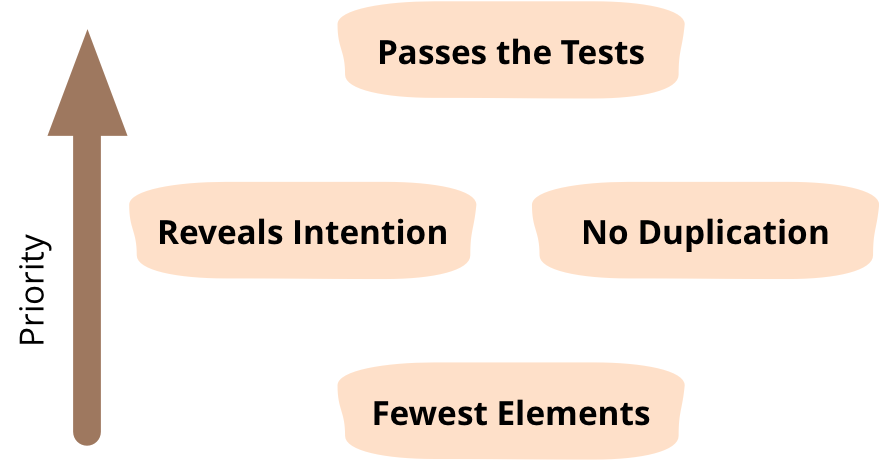 Passes the Tests
Priority
Reveals Intention
No Duplication
Fewest Elements